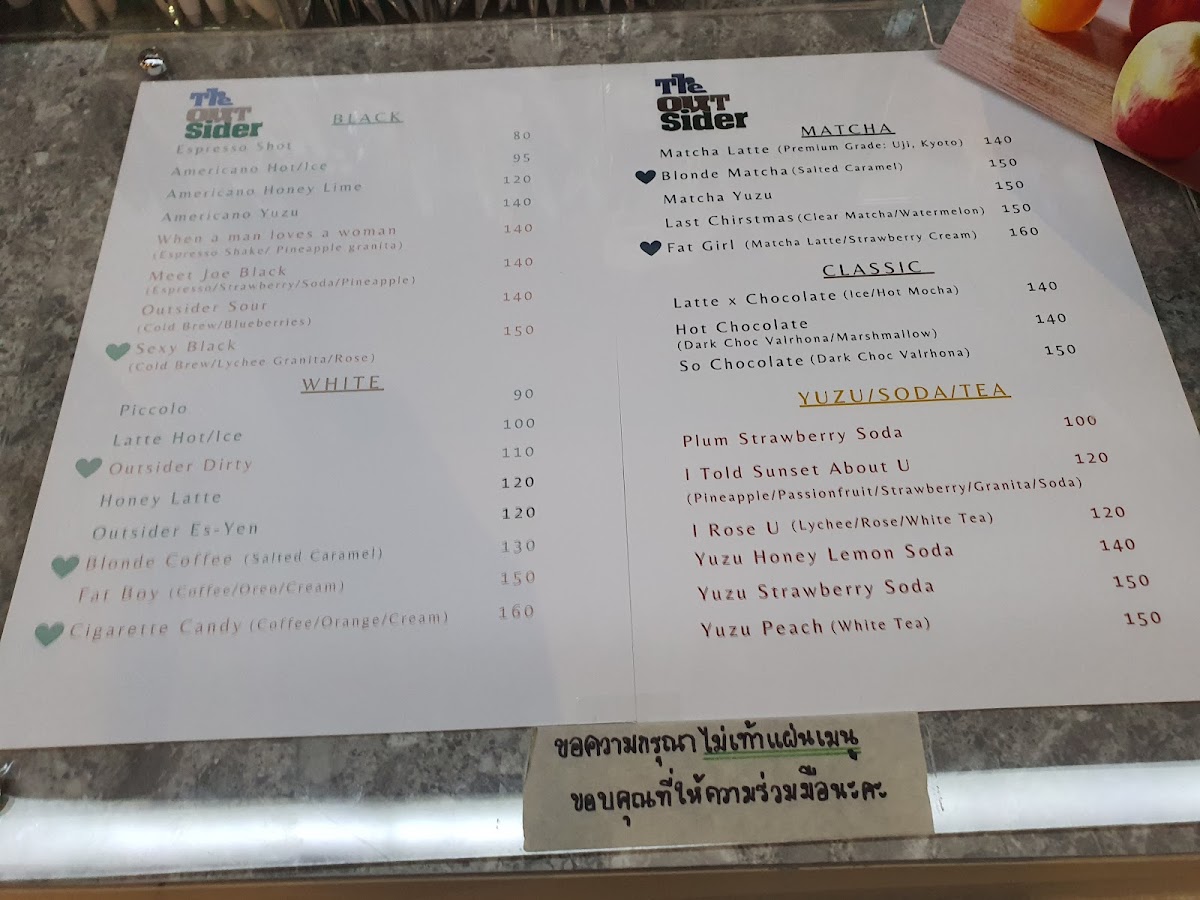 The
OUT
Sider
BLACK
Espresso Shot 80
Americano Hot/Ice 95
Americano Honey Lime 120
Americano Yuzu 140
When a man loves a woman 140
(Espresso Shake/ Pineapple granita)
Meet Joe Black 140
(Espresso/Strawberry/Soda/Pineapple)
Outsider Sour 140
(Cold Brew/Blueberries)
Sexy Black 150
(Cold Brew/Lychee Granita/Rose)
WHITE
Piccolo 90
Latte Hot/Ice 100
Outsider Dirty 110
Honey Latte 120
Outsider Es-Yen 120
Blonde Coffee (Salted Caramel) 130
Fat Boy (Coffee/Oreo/Cream) 150
Cigarette Candy (Coffee/Orange/Cream) 160
The
OUT
Sider
MATCHA
Matcha Latte (Premium Grade: Uji, Kyoto) 140
Blonde Matcha (Salted Caramel) 150
Matcha Yuzu 150
Last Chirstmas (Clear Matcha/Watermelon) 150
Fat Girl (Matcha Latte/Strawberry Cream) 160
CLASSIC
Latte x Chocolate (Ice/Hot Mocha) 140
Hot Chocolate 140
(Dark Choc Valrhona/Marshmallow)
So Chocolate (Dark Choc Valrhona) 150
YUZU/SODA/TEA
Plum Strawberry Soda 100
I Told Sunset About U 120
(Pineapple/Passionfruit/Strawberry/Granita/Soda)
I Rose U (Lychee/Rose/White Tea) 120
Yuzu Honey Lemon Soda 140
Yuzu Strawberry Soda 150
Yuzu Peach (White Tea) 150
ขอความกรุณา ไม่เท้าแผ่นเมนู
ขอบคุณที่ให้ความร่วมมือนะคะ